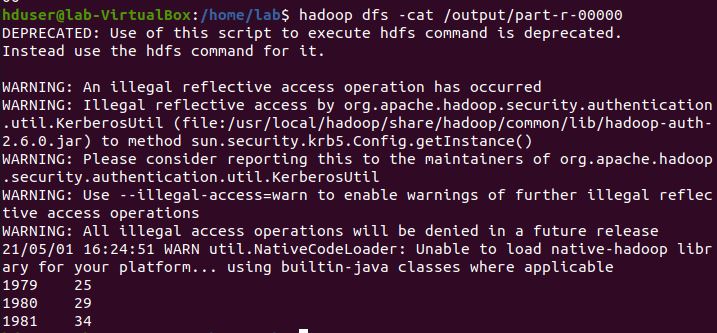 hduser@lab-VirtualBox:/home/lab$ hadoop dfs -cat /output/part-r-00000
DEPRECATED: Use of this script to execute hdfs command is deprecated.
Instead use the hdfs command for it.

WARNING: An illegal reflective access operation has occurred
WARNING: Illegal reflective access by org.apache.hadoop.security.authentication
.util.KerberosUtil (file:/usr/local/hadoop/share/hadoop/common/lib/hadoop-auth-
2.6.0.jar) to method sun.security.krb5.Config.getInstance()
WARNING: Please consider reporting this to the maintainers of org.apache.hadoop
.security.authentication.util.KerberosUtil
WARNING: Use --illegal-access=warn to enable warnings of further illegal reflec
tive access operations
WARNING: All illegal access operations will be denied in a future release
21/05/01 16:24:51 WARN util.NativeCodeLoader: Unable to load native-hadoop libr
ary for your platform... using builtin-java classes where applicable
1979    25
1980    29
1981    34